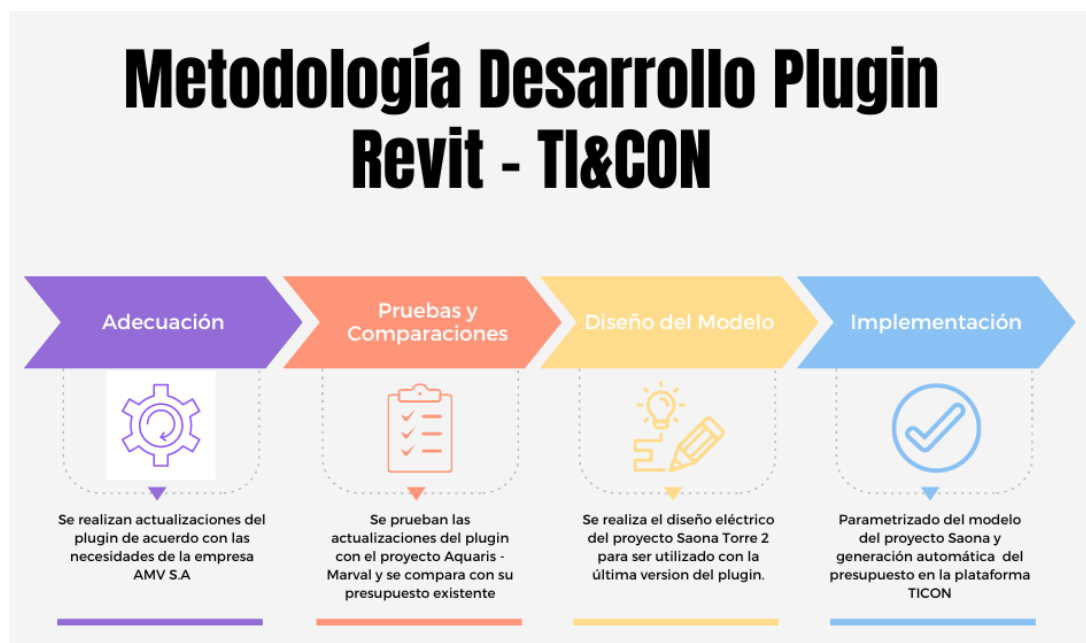 Metodología Desarrollo Plugin
Revit - TI&CON
Adecuación
Pruebas y
Comparaciones
Diseño del Modelo
Implementación
Se realizan actualizaciones del
plugin de acuerdo con las
necesidades de la empresa
AMV S.A
Se prueban las
actualizaciones del plugin
con el proyecto Aquaris -
Marval y se compara con su
presupuesto existente
Se realiza el diseño eléctrico
del proyecto Saona Torre 2
para ser utilizado con la
última version del plugin.
Parametrizado del modelo
del proyecto Saona y
generación automática del
presupuesto en la plataforma
TICON